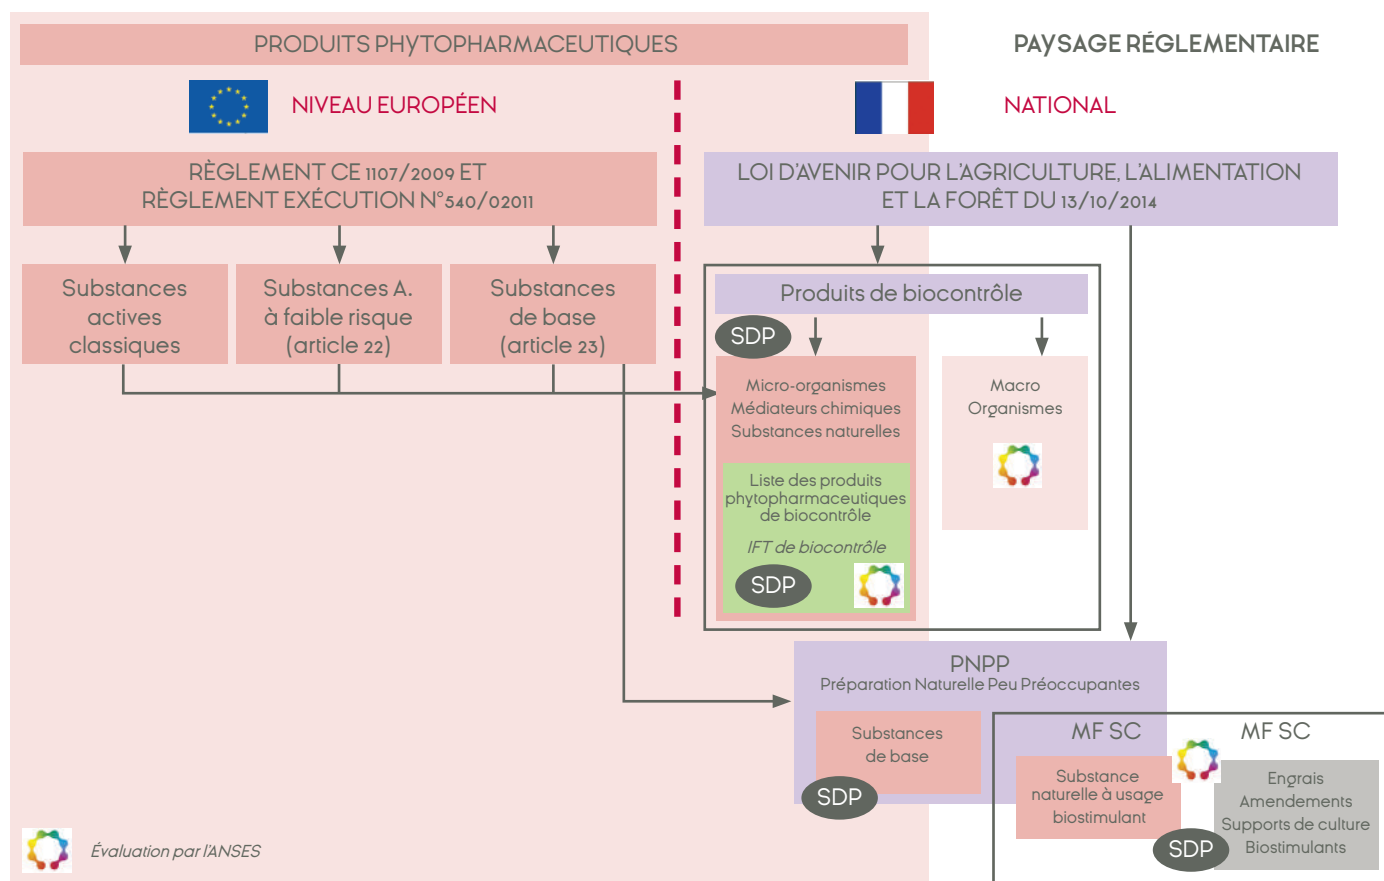 PRODUITS PHYTOPHARMACEUTIQUES
PAYSAGE RÉGLEMENTAIRE
NIVEAU EUROPÉEN
NATIONAL
RÈGLEMENT CE 1107/2009 ET
RÈGLEMENT EXÉCUTION N°540/02011
LOI D'AVENIR POUR L'AGRICULTURE, L'ALIMENTATION
ET LA FORÊT DU 13/10/2014
Substances
actives
classiques
Substances A.
à faible risque
(article 22)
Substances
de base
(article 23)
Produits de biocontrôle
SDP
Micro-organismes
Médiateurs chimiques
Substances naturelles
Macro
Organismes
Liste des produits
phytopharmaceutiques
de biocontrôle
IFT de biocontrôle
SDP
PNPP
Préparation Naturelle Peu Préoccupantes
Substances
de base
SDP
MF SC
Substance
naturelle à usage
biostimulant
MF SC
Engrais
Amendements
Supports de culture
Biostimulants
SDP
Évaluation par l'ANSES